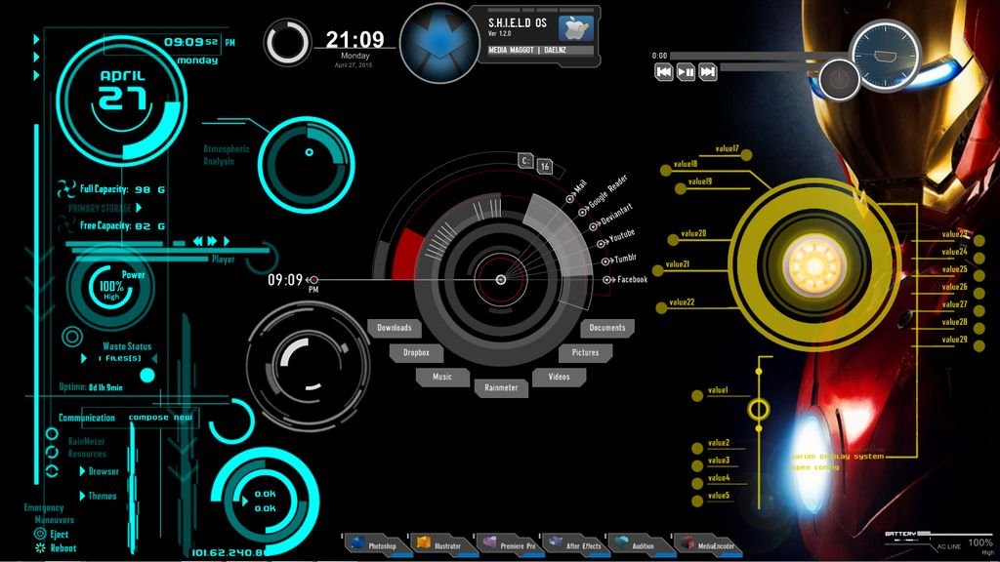 09:09 52 PM
monday
APRIL
27
Atmospheric
Analysis
Full Capacity: 98 G
PRIMARY STORAGE
Free Capacity: 82 G
Player
Power
100%
High
Waste Status
1 FILES(S)
Uptime: 0d 1h 9min
Communication compose new
RainMeter
Resources
Browser
Themes
Emergency
Maneuvers
Eject
Reboot
0.0k
0.0k
101.62.240.8
21:09
Monday
April 27, 2015
S.H.I.E.L.D OS
Ver 1.2.0
MEDIA MAGGOT | DAELNZ
0:00
C: 16
Mail
Google Reader
Deviantart
Youtube
Tumblr
Facebook
09:09
PM
Downloads
Dropbox
Music
Rainmeter
Videos
Pictures
Documents
value17
value18
value19
value20
value21
value22
value23
value24
value25
value26
value27
value28
value29
value1
value2
value3
value4
value5
varius display system
open config
Photoshop
Illustrator
Premiere Pro
After Effects
Audition
MediaEncoder
BATTERY
AC LINE
100%
High